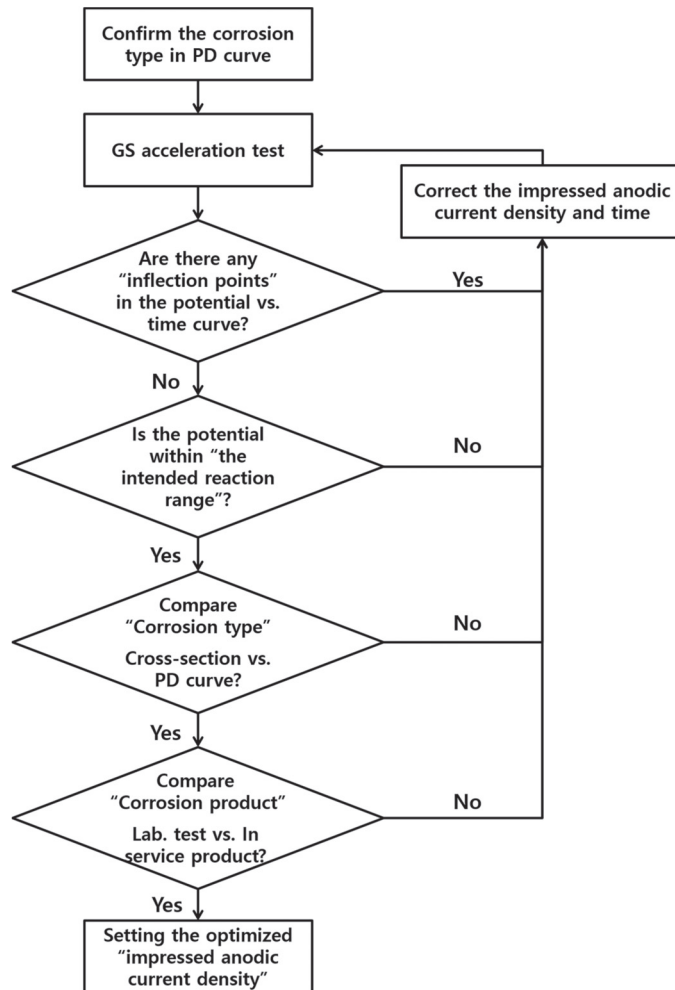 Confirm the corrosion
type in PD curve
GS acceleration test
Correct the impressed anodic
current density and time
Are there any
“inflection points”
in the potential vs.
time curve?
Yes
No
Is the potential
within “the
intended reaction
range”?
No
Yes
Compare
“Corrosion type”
Cross-section vs.
PD curve?
No
Yes
Compare
“Corrosion product”
Lab. test vs. In
service product?
No
Yes
Setting the optimized
“impressed anodic
current density”